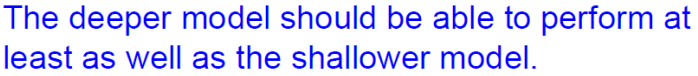 The deeper model should be able to perform at
least as well as the shallower model.